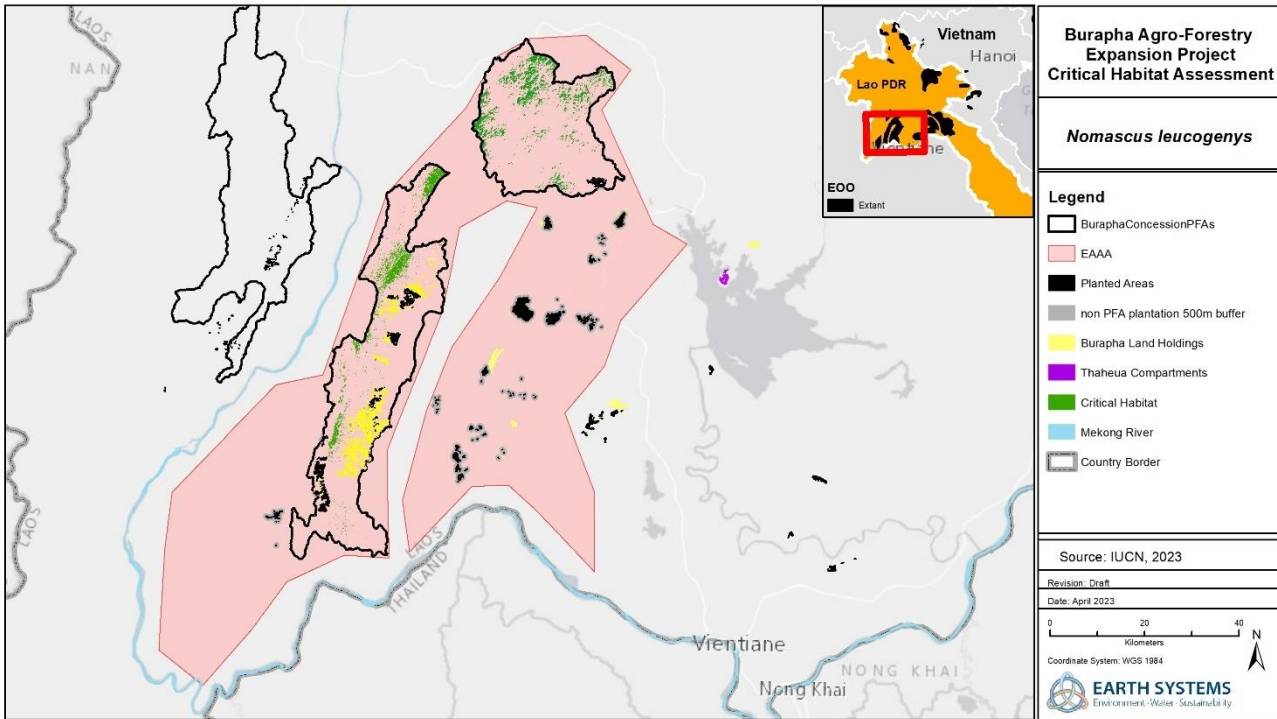 LAOS
NAN
LAOS
LAOS
THAILAND
Vientiane
Nong Khai
NONG KHAI
Vietnam
Hanoi
Lao PDR
Vientiane
EOO
Extant
Burapha Agro-Forestry
Expansion Project
Critical Habitat Assessment
Nomascus leucogenys
Legend
BuraphaConcessionPFAs
EAAA
Planted Areas
non PFA plantation 500m buffer
Burapha Land Holdings
Thaheua Compartments
Critical Habitat
Mekong River
Country Border
Source: IUCN, 2023
Revision: Draft
Date: April 2023
0 20 40
Kilometers
N
Coordinate System: WGS 1984
EARTH SYSTEMS
Environment · Water · Sustainability